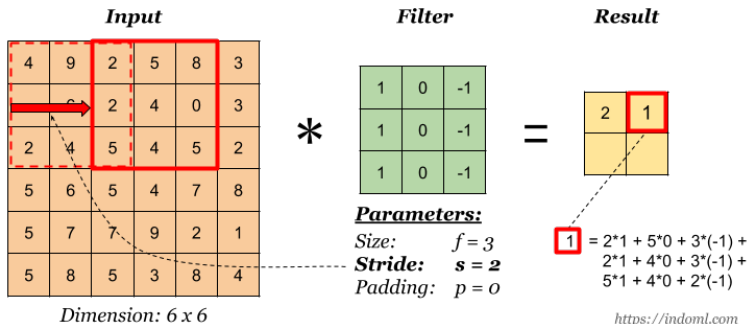 Input Filter Result
4 9 2 5 8 3
2 4 0 3
2 4 5 4 5 2
5 6 5 4 7 8
5 7 7 9 2 1
5 8 5 3 8 4
Dimension: 6 x 6
*
1 0 -1
1 0 -1
1 0 -1
Parameters:
Size: f = 3
Stride: s = 2
Padding: p = 0
=
2 1
1 = 2*1 + 5*0 + 3*(-1) +
2*1 + 4*0 + 3*(-1) +
5*1 + 4*0 + 2*(-1)
https://indoml.com